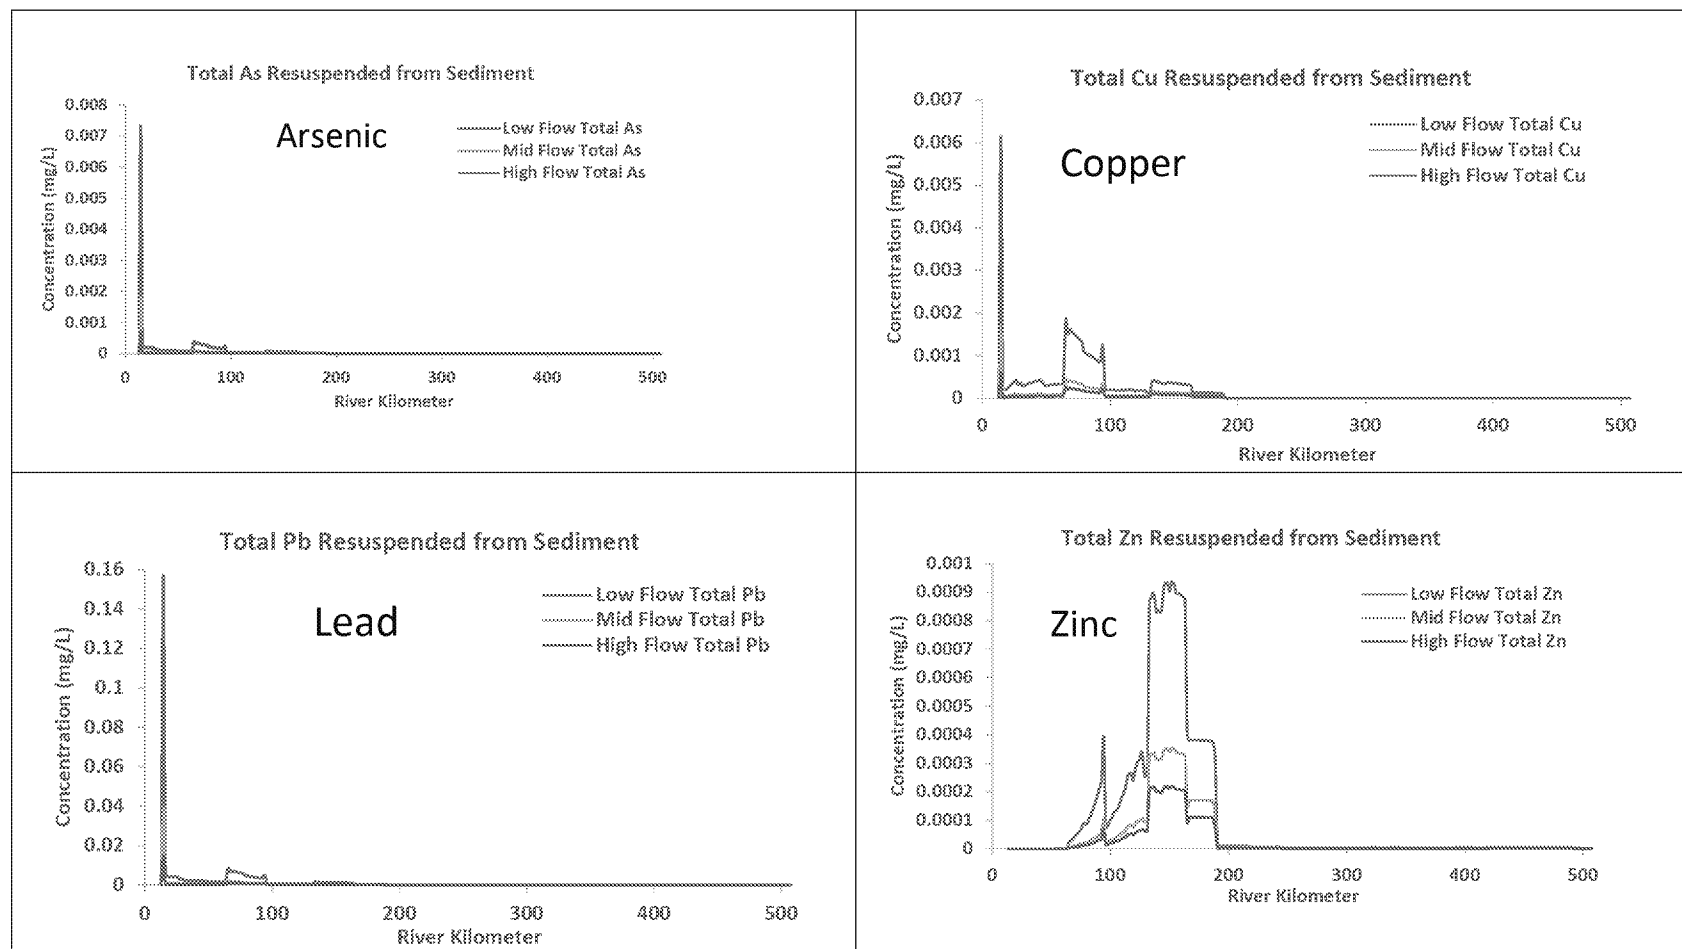 Total As Resuspended from Sediment
Arsenic
Low Flow Total As
Mid Flow Total As
High Flow Total As
Concentration (mg/L)
0.008
0.007
0.006
0.005
0.004
0.003
0.002
0.001
0
0 100 200 300 400 500
River Kilometer
Total Cu Resuspended from Sediment
Copper
Low Flow Total Cu
Mid Flow Total Cu
High Flow Total Cu
Concentration (mg/L)
0.007
0.006
0.005
0.004
0.003
0.002
0.001
0
0 100 200 300 400 500
River Kilometer
Total Pb Resuspended from Sediment
Lead
Low Flow Total Pb
Mid Flow Total Pb
High Flow Total Pb
Concentration (mg/L)
0.16
0.14
0.12
0.1
0.08
0.06
0.04
0.02
0
0 100 200 300 400 500
River Kilometer
Total Zn Resuspended from Sediment
Zinc
Low Flow Total Zn
Mid Flow Total Zn
High Flow Total Zn
Concentration (mg/L)
0.001
0.0009
0.0008
0.0007
0.0006
0.0005
0.0004
0.0003
0.0002
0.0001
0
0 100 200 300 400 500
River Kilometer